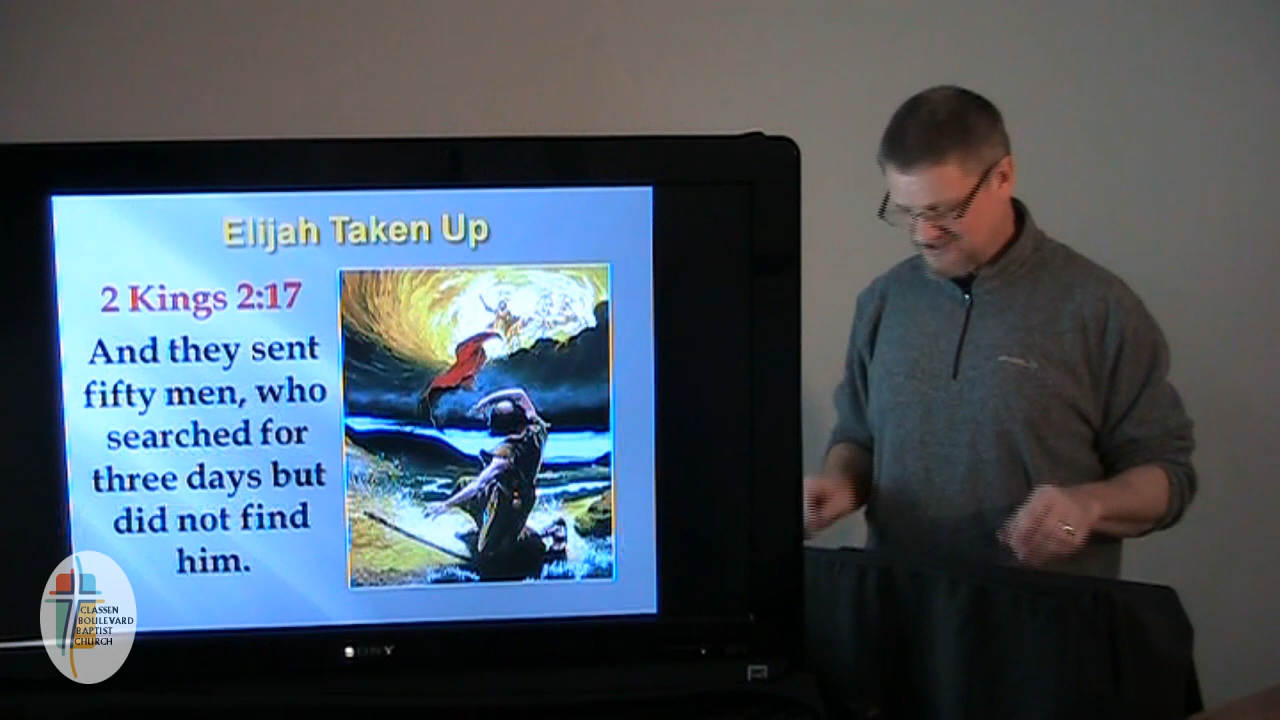 Elijah Taken Up
2 Kings 2:17
And they sent
fifty men, who
searched for
three days but
did not find
him.
SONY
CLASSEN
BOULEVARD
BAPTIST
CHURCH